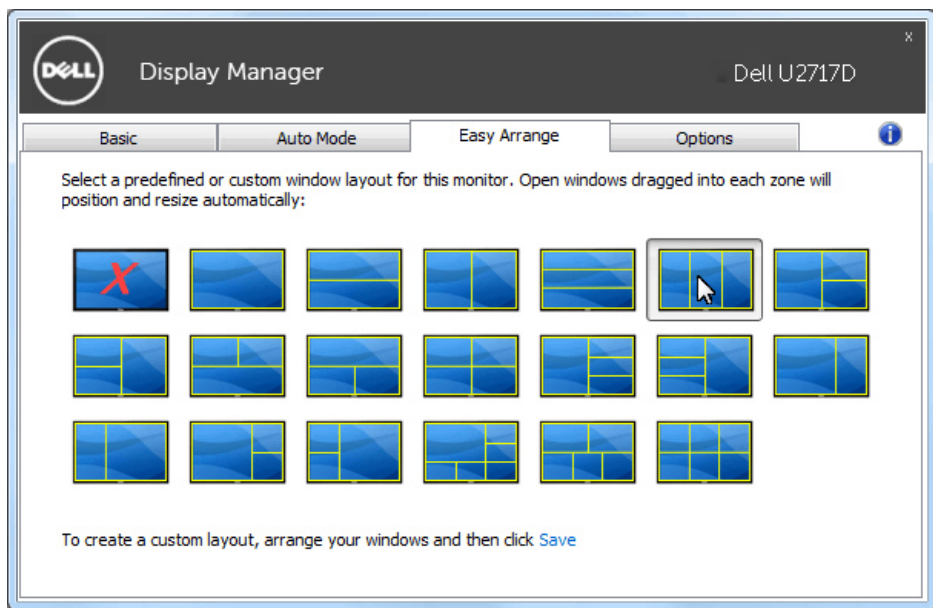 x
DELL
Display Manager
Dell U2717D
Basic
Auto Mode
Easy Arrange
Options
i
Select a predefined or custom window layout for this monitor. Open windows dragged into each zone will
position and resize automatically:
X
To create a custom layout, arrange your windows and then click Save